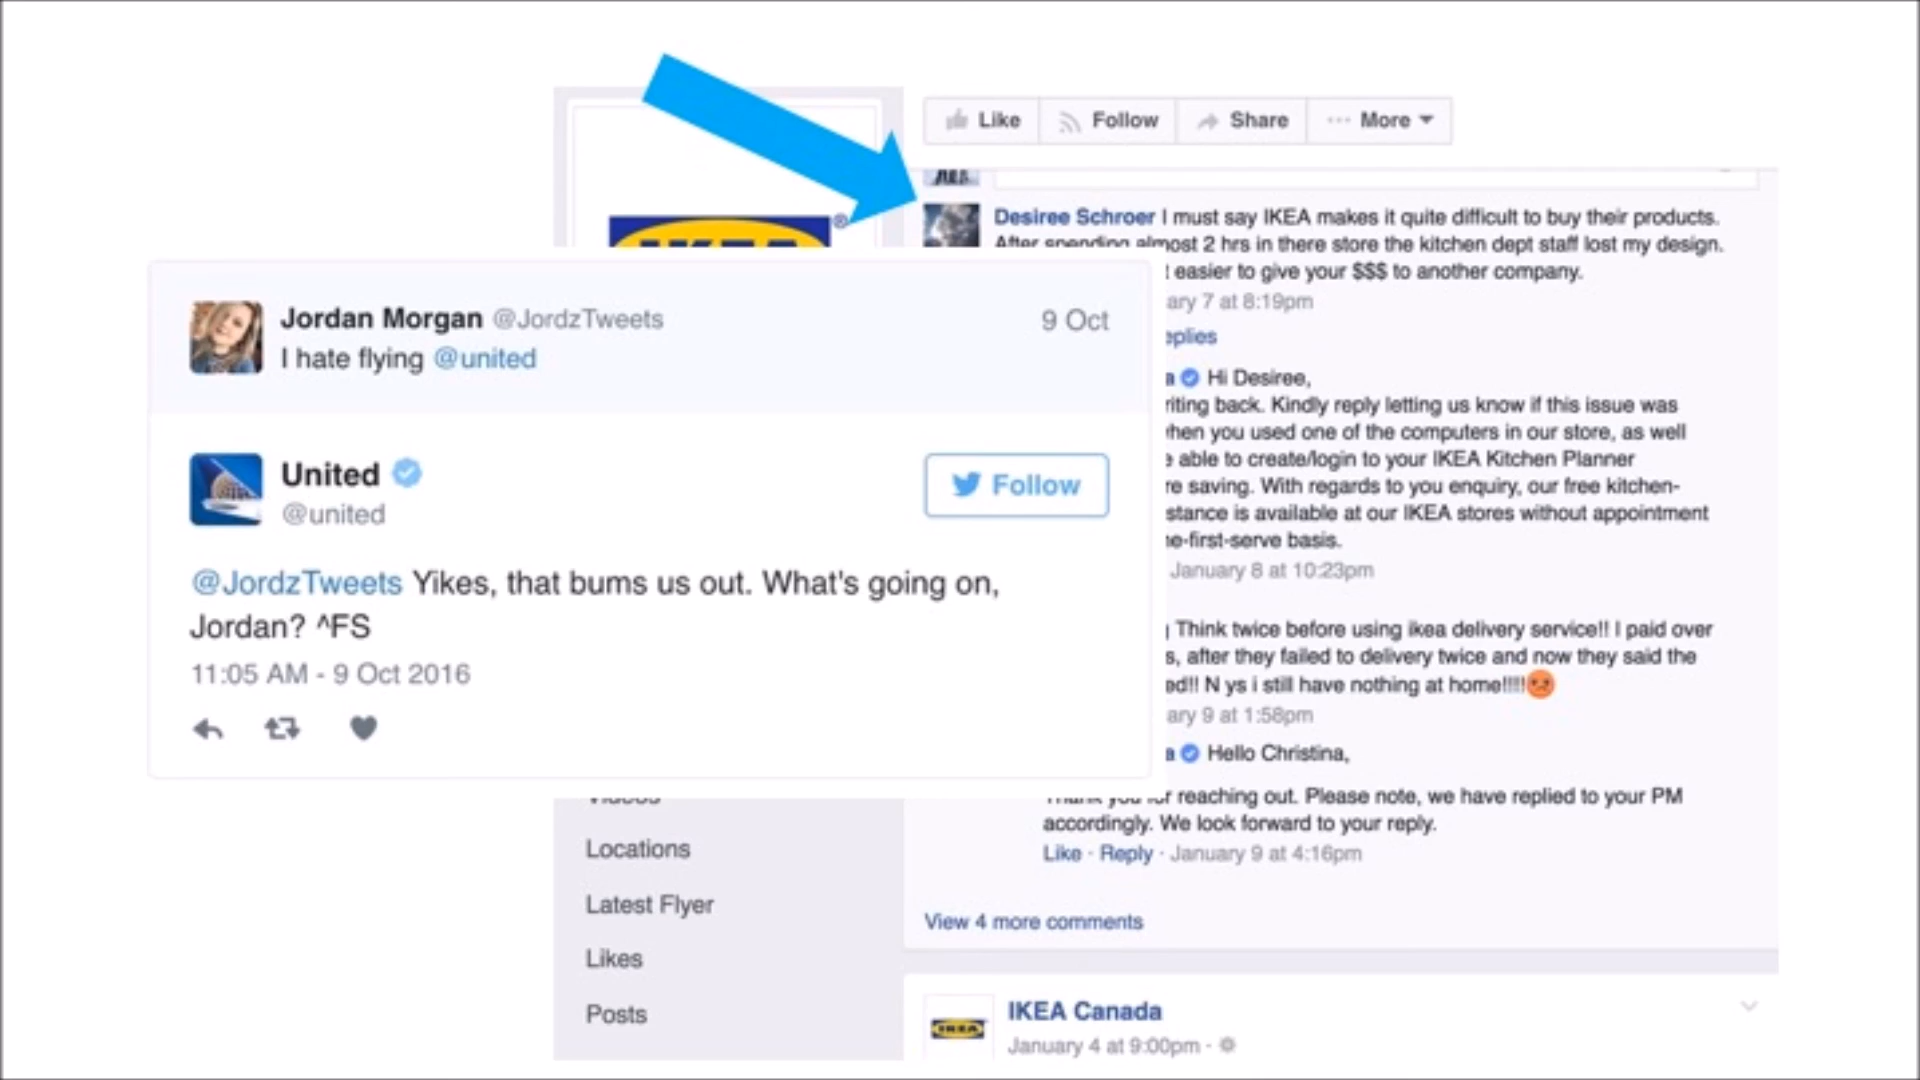 Like Follow Share More
IKEA
Desiree Schroer I must say IKEA makes it quite difficult to buy their products.
After spending almost 2 hrs in there store the kitchen dept staff lost my design.
easier to give your $$$ to another company.
ary 7 at 8:19pm
eplies
Jordan Morgan @JordzTweets 9 Oct
I hate flying @united
United
@united
Follow
@JordzTweets Yikes, that bums us out. What's going on,
Jordan? ^FS
11:05 AM - 9 Oct 2016
a Hi Desiree,
riting back. Kindly reply letting us know if this issue was
hen you used one of the computers in our store, as well
e able to create/login to your IKEA Kitchen Planner
re saving. With regards to you enquiry, our free kitchen-
stance is available at our IKEA stores without appointment
e-first-serve basis.
January 8 at 10:23pm
Think twice before using ikea delivery service!! I paid over
s, after they failed to delivery twice and now they said the
ed!! N ys i still have nothing at home!!!!
ary 9 at 1:58pm
a Hello Christina,
Thank you for reaching out. Please note, we have replied to your PM
accordingly. We look forward to your reply.
Like · Reply · January 9 at 4:16pm
View 4 more comments
Videos
Locations
Latest Flyer
Likes
Posts
IKEA
IKEA Canada
January 4 at 9:00pm ·